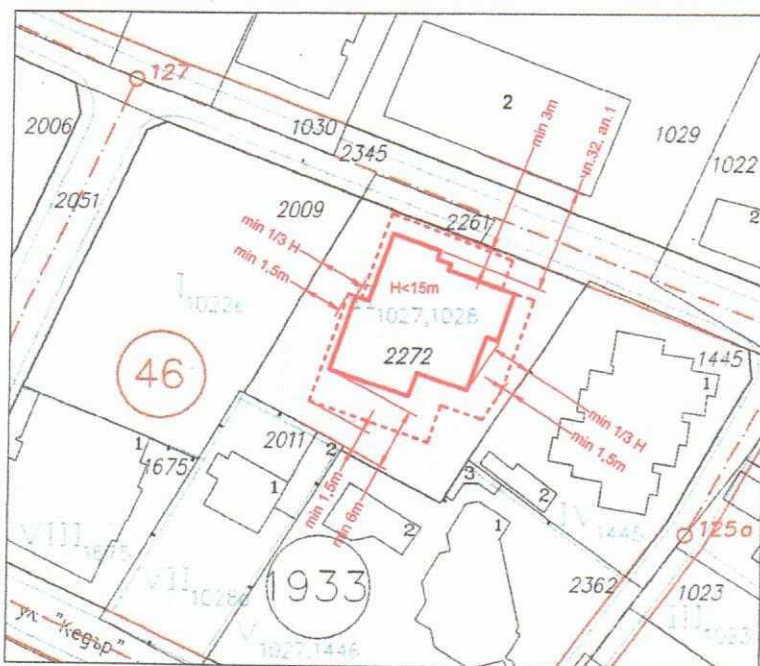 127
2
2006
1030
2345
min 3m
чл.32, ал.1
1029
1022
2051
2009
2261
2
min 1/3 H
min 1,5m
H<15m
I 1022е
1027,1028
46
2272
1445
1
1
1675
2011
2
1
min 1,5m
min 6m
min 1/3 H
min 1,5m
3
2
2
1
IV 1445
125а
VIII 1675
VII
1933
2362
1023
III 1023
V 1027,1446
ул. "Кедър"